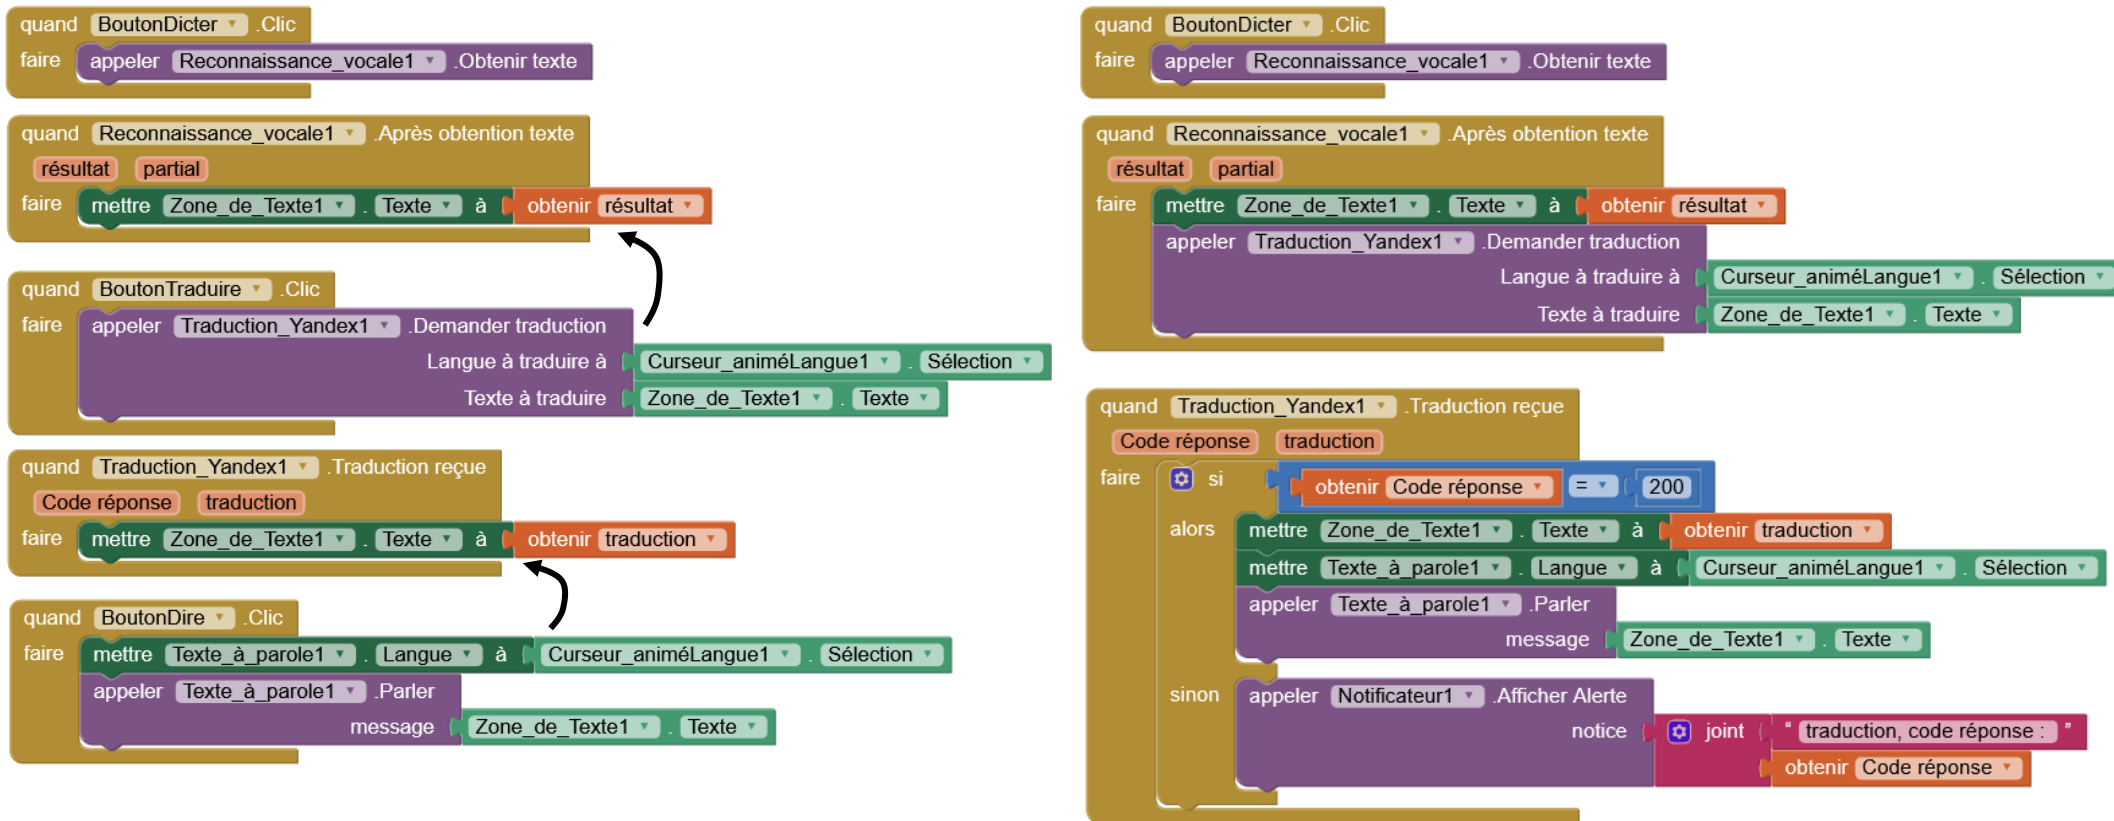 quand BoutonDicter .Clic
faire appeler Reconnaissance_vocale1 .Obtenir texte
quand Reconnaissance_vocale1 .Après obtention texte
résultat partial
faire mettre Zone_de_Texte1 . Texte à obtenir résultat
quand BoutonTraduire .Clic
faire appeler Traduction_Yandex1 .Demander traduction
Langue à traduire à Curseur_animéLangue1 . Sélection
Texte à traduire Zone_de_Texte1 . Texte
quand Traduction_Yandex1 .Traduction reçue
Code réponse traduction
faire mettre Zone_de_Texte1 . Texte à obtenir traduction
quand BoutonDire .Clic
faire mettre Texte_à_parole1 . Langue à Curseur_animéLangue1 . Sélection
appeler Texte_à_parole1 .Parler
message Zone_de_Texte1 . Texte
quand BoutonDicter .Clic
faire appeler Reconnaissance_vocale1 .Obtenir texte
quand Reconnaissance_vocale1 .Après obtention texte
résultat partial
faire mettre Zone_de_Texte1 . Texte à obtenir résultat
appeler Traduction_Yandex1 .Demander traduction
Langue à traduire à Curseur_animéLangue1 . Sélection
Texte à traduire Zone_de_Texte1 . Texte
quand Traduction_Yandex1 .Traduction reçue
Code réponse traduction
faire si obtenir Code réponse = 200
alors mettre Zone_de_Texte1 . Texte à obtenir traduction
mettre Texte_à_parole1 . Langue à Curseur_animéLangue1 . Sélection
appeler Texte_à_parole1 .Parler
message Zone_de_Texte1 . Texte
sinon appeler Notificateur1 .Afficher Alerte
notice joint " traduction, code réponse : "
obtenir Code réponse